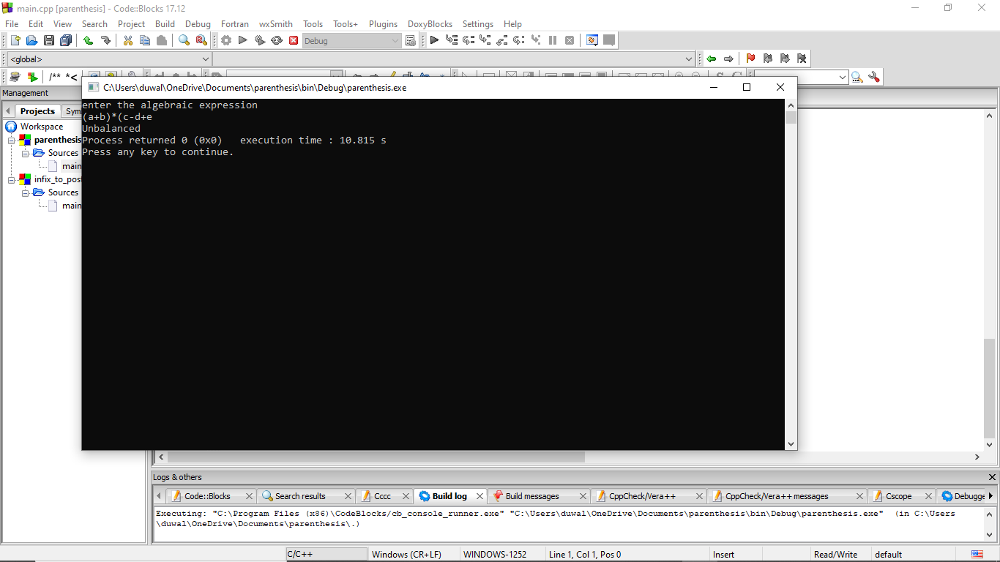 main.cpp [parenthesis] - Code::Blocks 17.12
File Edit View Search Project Build Debug Fortran wxSmith Tools Tools+ Plugins DoxyBlocks Settings Help
Debug
<global>
/** *<
Management
C:\Users\duwal\OneDrive\Documents\parenthesis\bin\Debug\parenthesis.exe
Projects Sym
Workspace
parenthesis
Sources
main
infix_to_post
Sources
main
enter the algebraic expression
(a+b)*(c-d+e
Unbalanced
Process returned 0 (0x0)   execution time : 10.815 s
Press any key to continue.
Logs & others
Code::Blocks Search results Cccc Build log Build messages CppCheck/Vera++ CppCheck/Vera++ messages Cscope Debugge
Executing: "C:\Program Files (x86)\CodeBlocks/cb_console_runner.exe" "C:\Users\duwal\OneDrive\Documents\parenthesis\bin\Debug\parenthesis.exe"  (in C:\Users
\duwal\OneDrive\Documents\parenthesis\.)
C/C++ Windows (CR+LF) WINDOWS-1252 Line 1, Col 1, Pos 0 Insert Read/Write default